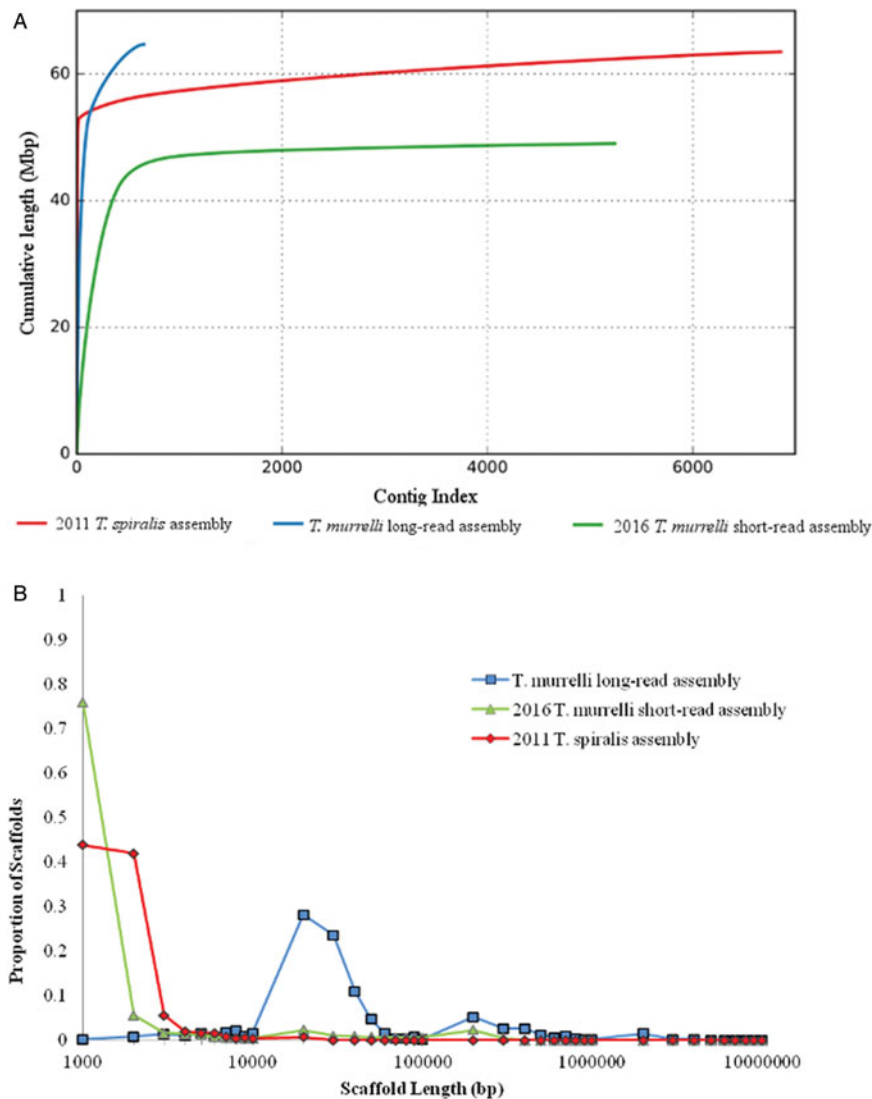 A
60
40
20
0
Cumulative length (Mbp)
0 2000 4000 6000
Contig Index
2011 T. spiralis assembly T. murrelli long-read assembly 2016 T. murrelli short-read assembly
B
1
0.9
0.8
0.7
0.6
0.5
0.4
0.3
0.2
0.1
0
Proportion of Scaffolds
T. murrelli long-read assembly
2016 T. murrelli short-read assembly
2011 T. spiralis assembly
1000 10000 100000 1000000 10000000
Scaffold Length (bp)